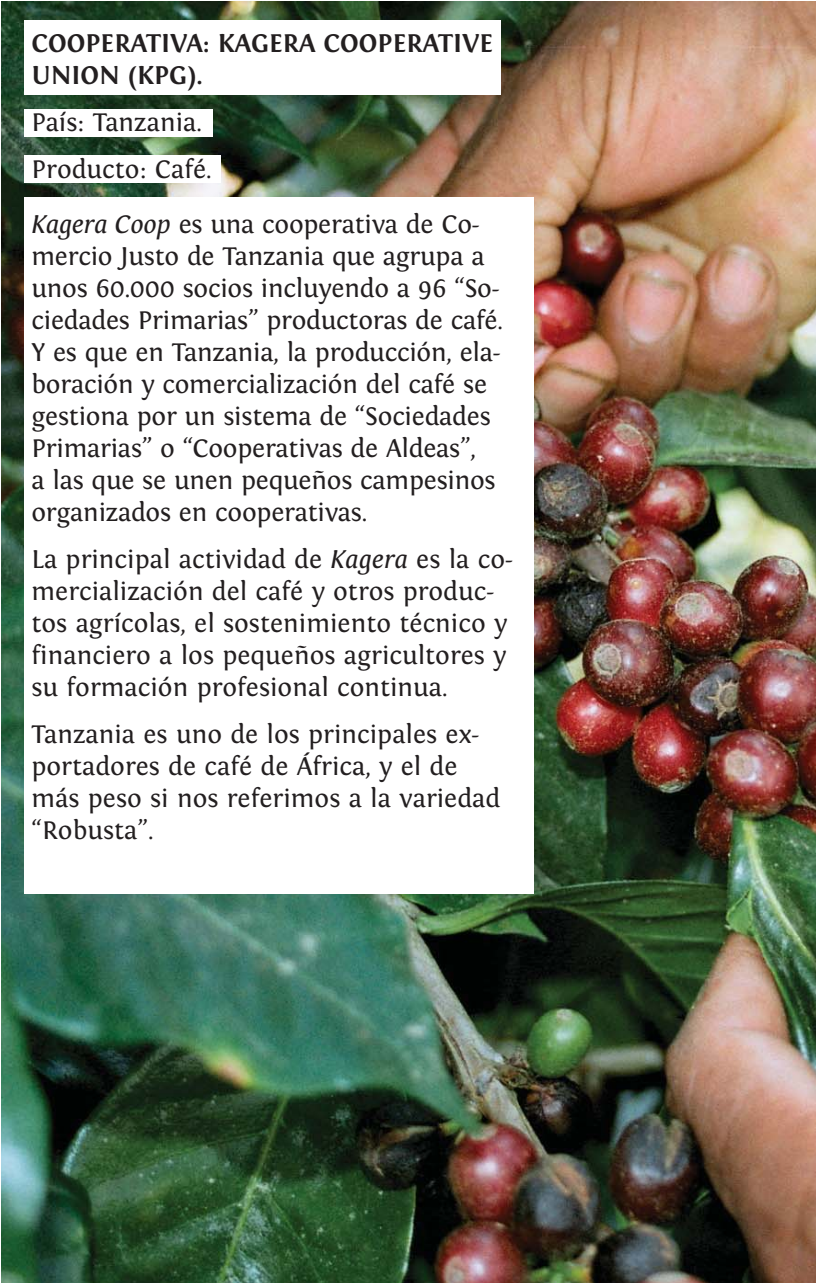 COOPERATIVA: KAGERA COOPERATIVE
UNION (KPG).
País: Tanzania.
Producto: Café.
Kagera Coop es una cooperativa de Co-
mercio Justo de Tanzania que agrupa a
unos 60.000 socios incluyendo a 96 “So-
ciedades Primarias” productoras de café.
Y es que en Tanzania, la producción, ela-
boración y comercialización del café se
gestiona por un sistema de “Sociedades
Primarias” o “Cooperativas de Aldeas”,
a las que se unen pequeños campesinos
organizados en cooperativas.
La principal actividad de Kagera es la co-
mercialización del café y otros produc-
tos agrícolas, el sostenimiento técnico y
financiero a los pequeños agricultores y
su formación profesional continua.
Tanzania es uno de los principales ex-
portadores de café de África, y el de
más peso si nos referimos a la variedad
“Robusta”.